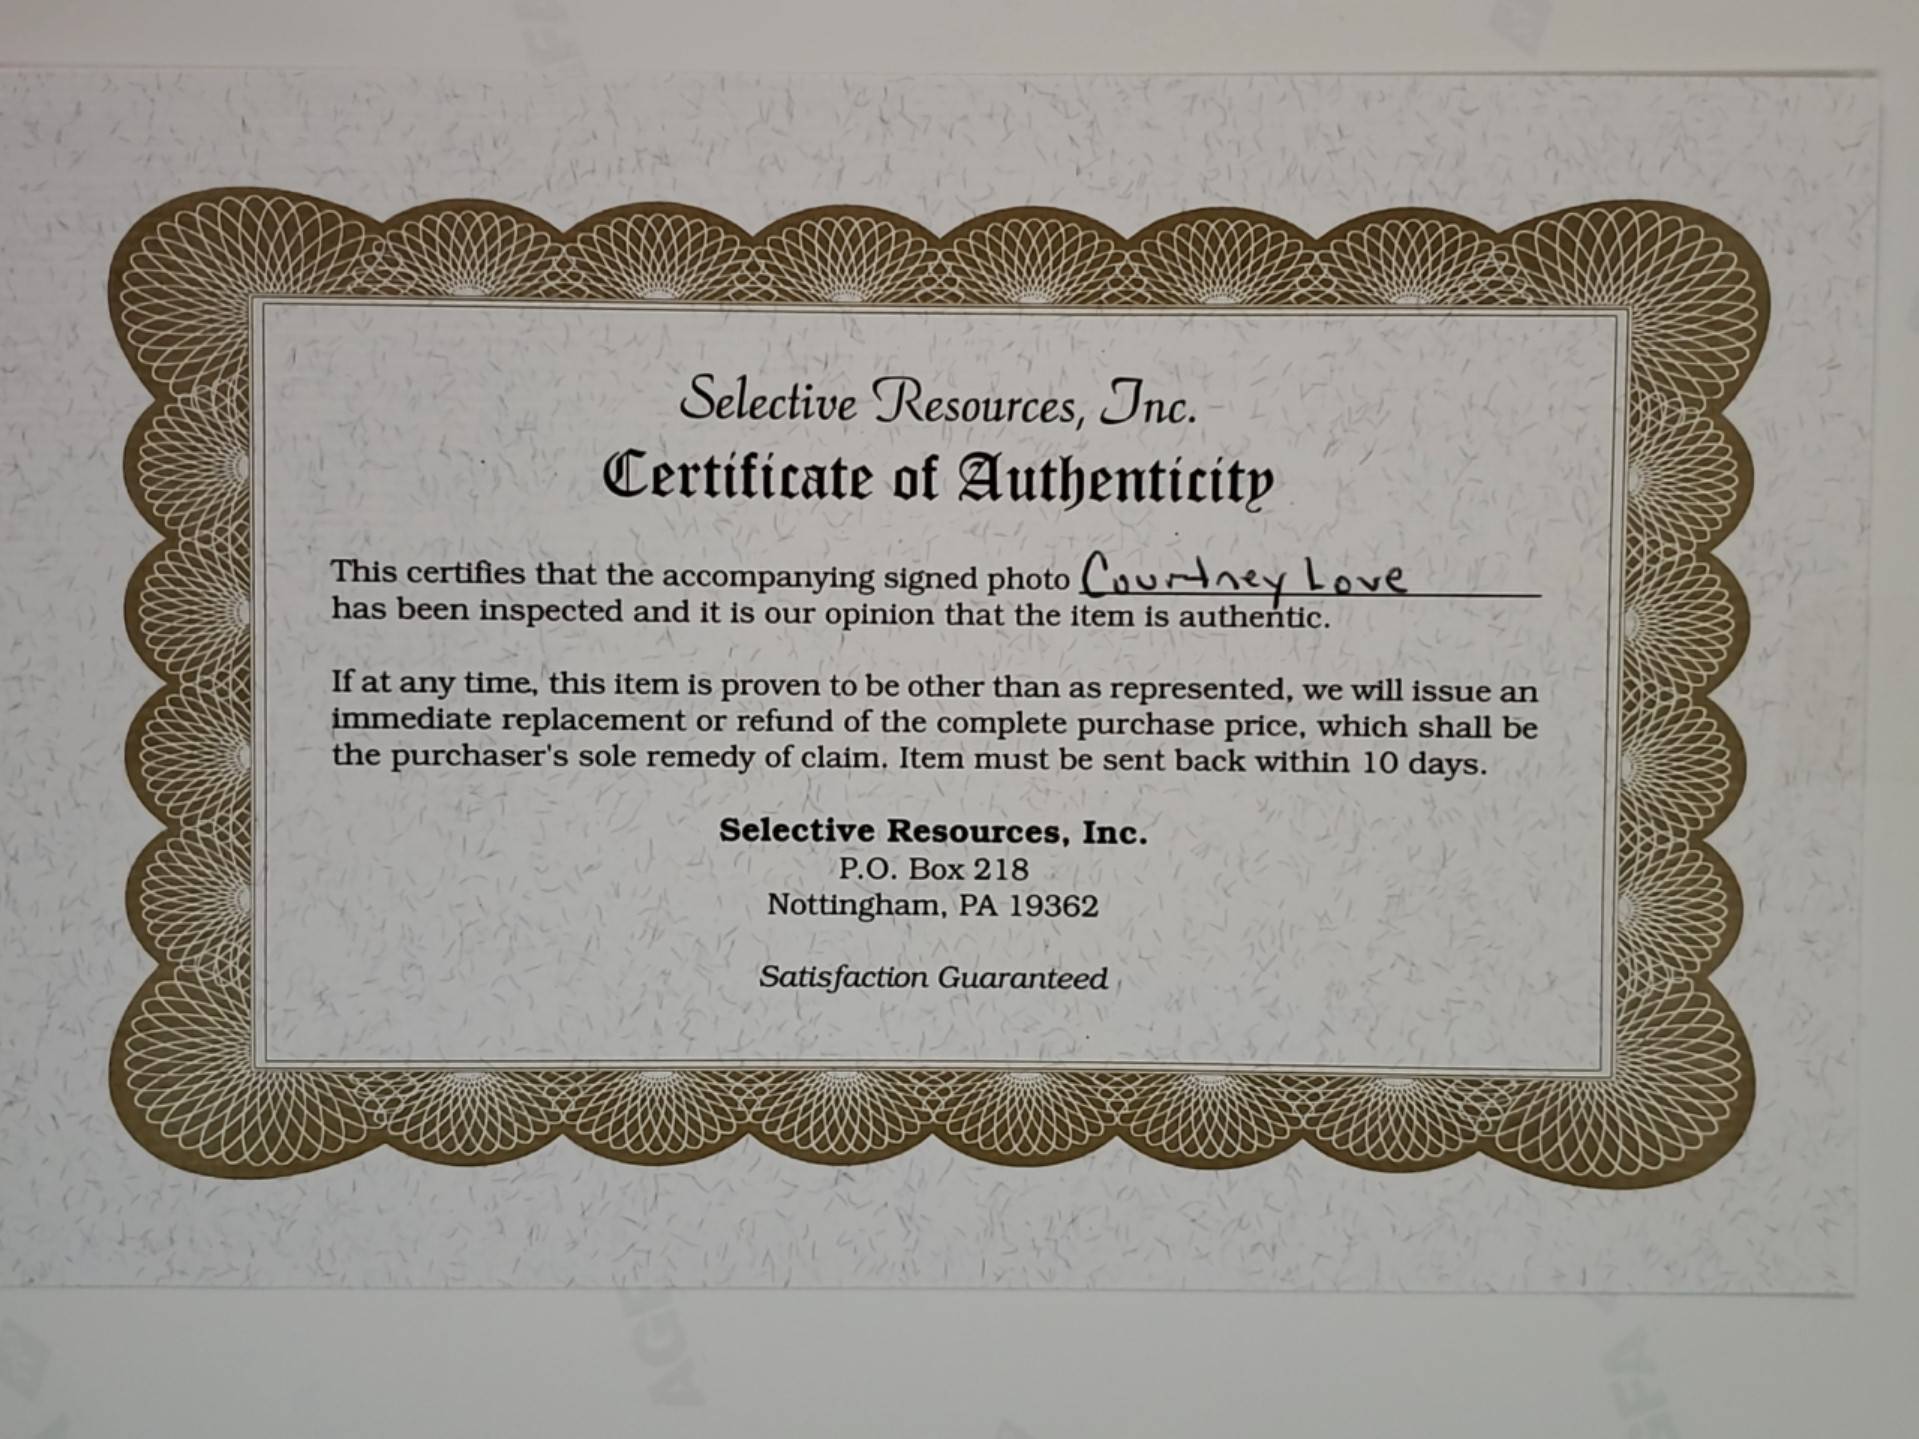 Selective Resources, Inc.
Certificate of Authenticity
This certifies that the accompanying signed photo Courtney Love
has been inspected and it is our opinion that the item is authentic.
If at any time, this item is proven to be other than as represented, we will issue an
immediate replacement or refund of the complete purchase price, which shall be
the purchaser's sole remedy of claim. Item must be sent back within 10 days.
Selective Resources, Inc.
P.O. Box 218
Nottingham, PA 19362
Satisfaction Guaranteed